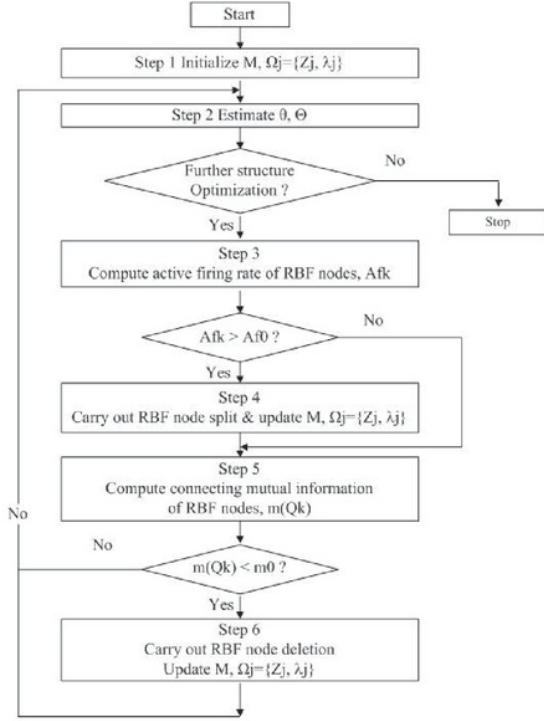 Start
Step 1 Initialize M, Ωj={Zj, λj}
Step 2 Estimate θ, Θ
Further structure
Optimization ?
No
Stop
Yes
Step 3
Compute active firing rate of RBF nodes, Afk
Afk > Af0 ?
No
Yes
Step 4
Carry out RBF node split & update M, Ωj={Zj, λj}
Step 5
Compute connecting mutual information
of RBF nodes, m(Qk)
No
No
m(Qk) < m0 ?
Yes
Step 6
Carry out RBF node deletion
Update M, Ωj={Zj, λj}